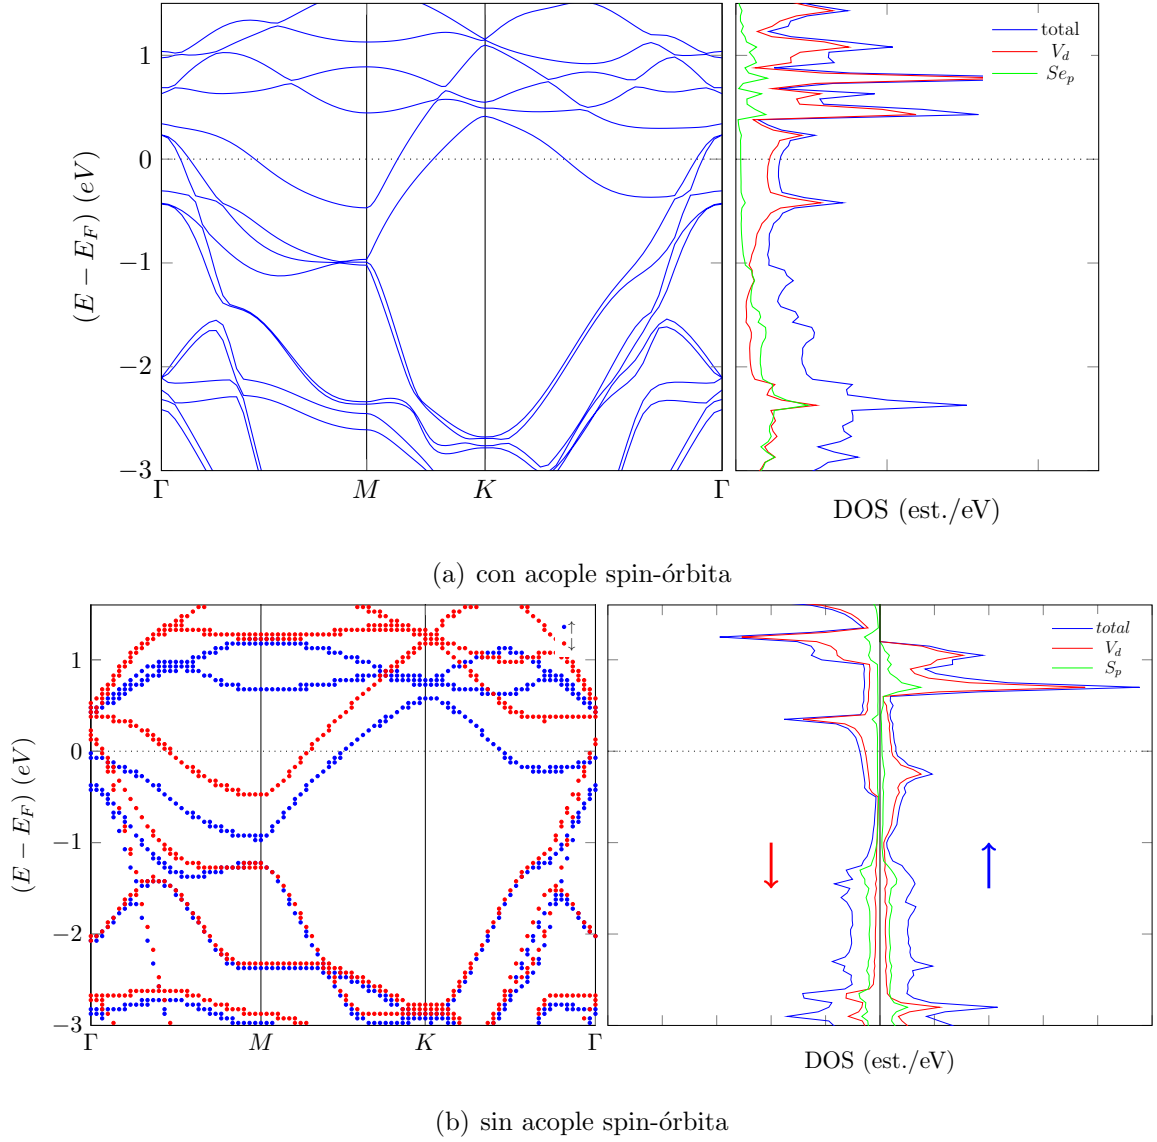 1
0
−1
−2
−3
(E − E_F) (eV)
Γ
M
K
Γ
total
V_d
Se_p
DOS (est./eV)
(a) con acople spin-órbita
1
0
−1
−2
−3
(E − E_F) (eV)
Γ
M
K
Γ
↑
↓
total
V_d
S_p
↓
↑
DOS (est./eV)
(b) sin acople spin-órbita